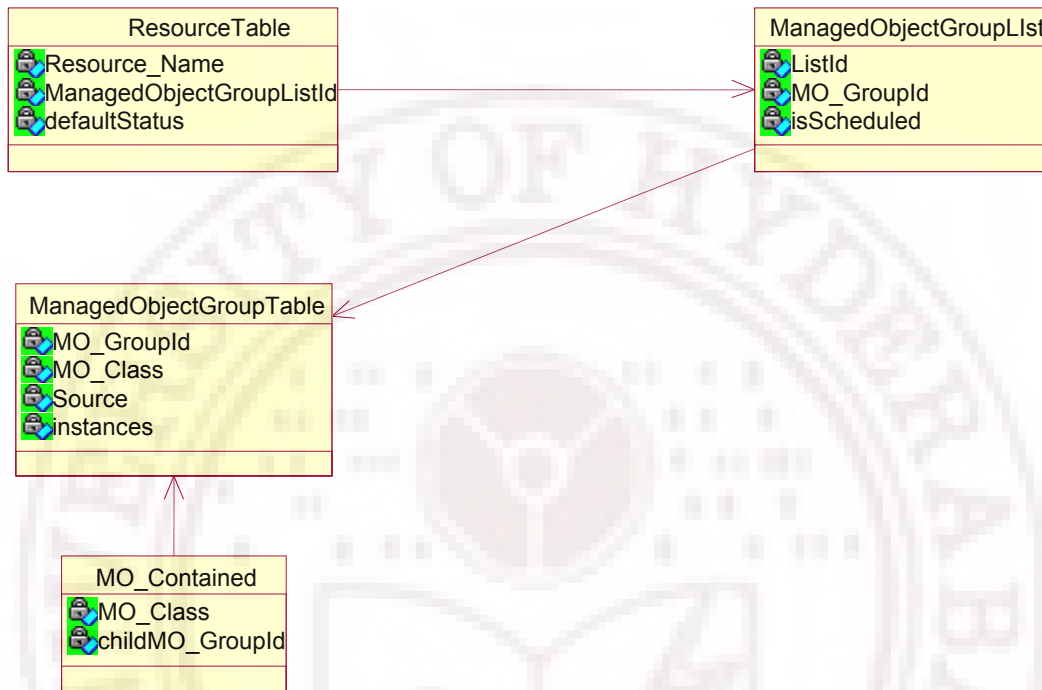 ResourceTable
Resource_Name
ManagedObjectGroupListId
defaultStatus
ManagedObjectGroupLIst
ListId
MO_GroupId
isScheduled
ManagedObjectGroupTable
MO_GroupId
MO_Class
Source
instances
MO_Contained
MO_Class
childMO_GroupId